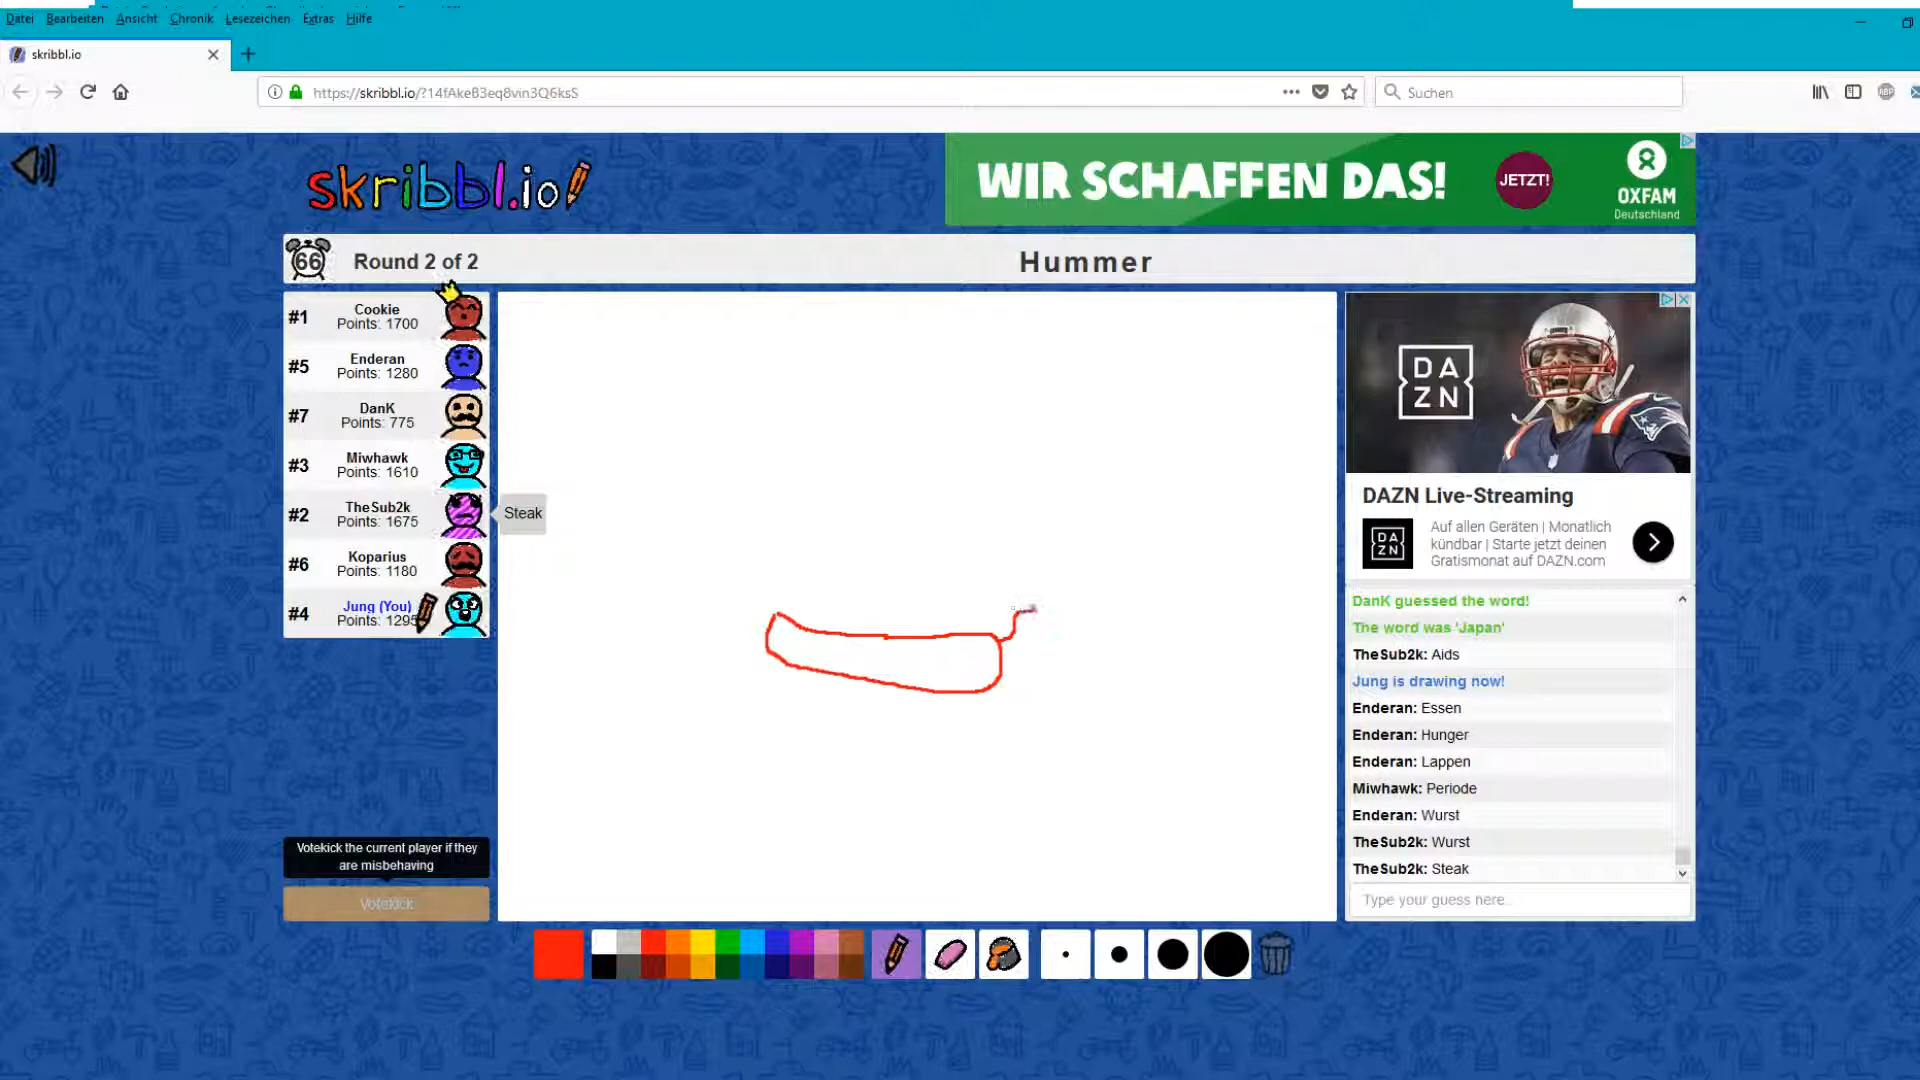 Datei Bearbeiten Ansicht Chronik Lesezeichen Extras Hilfe
skribbl.io
https://skribbl.io/?14fAkeB3eq8vin3Q6ksS
Suchen
ABP
skribbl.io
WIR SCHAFFEN DAS!
JETZT!
OXFAM
Deutschland
66
Round 2 of 2
Hummer
#1
Cookie
Points: 1700
#5
Enderan
Points: 1280
#7
DanK
Points: 775
#3
Miwhawk
Points: 1610
#2
TheSub2k
Points: 1675
Steak
#6
Koparius
Points: 1180
#4
Jung (You)
Points: 1295
Votekick the current player if they
are misbehaving
Votekick
DA
ZN
DAZN Live-Streaming
DA
ZN
Auf allen Geräten | Monatlich
kündbar | Starte jetzt deinen
Gratismonat auf DAZN.com
DanK guessed the word!
The word was 'Japan'
TheSub2k: Aids
Jung is drawing now!
Enderan: Essen
Enderan: Hunger
Enderan: Lappen
Miwhawk: Periode
Enderan: Wurst
TheSub2k: Wurst
TheSub2k: Steak
Type your guess here...